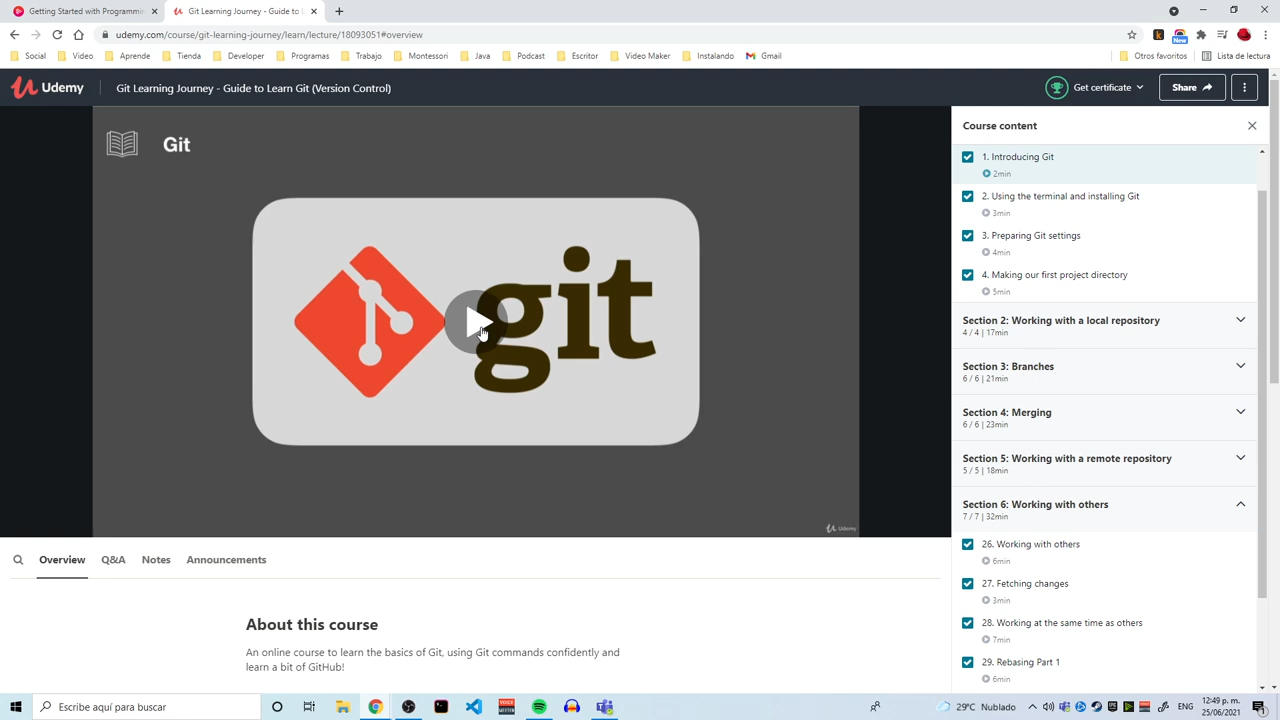 Getting Started with Programmin
Git Learning Journey - Guide to L
udemy.com/course/git-learning-journey/learn/lecture/18093051#overview
New
Social
Video
Aprende
Tienda
Developer
Programas
Trabajo
Montessori
Java
Podcast
Escritor
Video Maker
Instalando
Gmail
Otros favoritos
Lista de lectura
Udemy
Git Learning Journey - Guide to Learn Git (Version Control)
Get certificate
Share
Git
git
Udemy
Course content
1. Introducing Git
2min
2. Using the terminal and installing Git
3min
3. Preparing Git settings
4min
4. Making our first project directory
5min
Section 2: Working with a local repository
4 / 4 | 17min
Section 3: Branches
6 / 6 | 21min
Section 4: Merging
6 / 6 | 23min
Section 5: Working with a remote repository
5 / 5 | 18min
Section 6: Working with others
7 / 7 | 32min
26. Working with others
6min
27. Fetching changes
3min
28. Working at the same time as others
7min
29. Rebasing Part 1
6min
Overview
Q&A
Notes
Announcements
About this course
An online course to learn the basics of Git, using Git commands confidently and
learn a bit of GitHub!
Escribe aquí para buscar
29°C Nublado
ENG
12:49 p. m.
25/06/2021